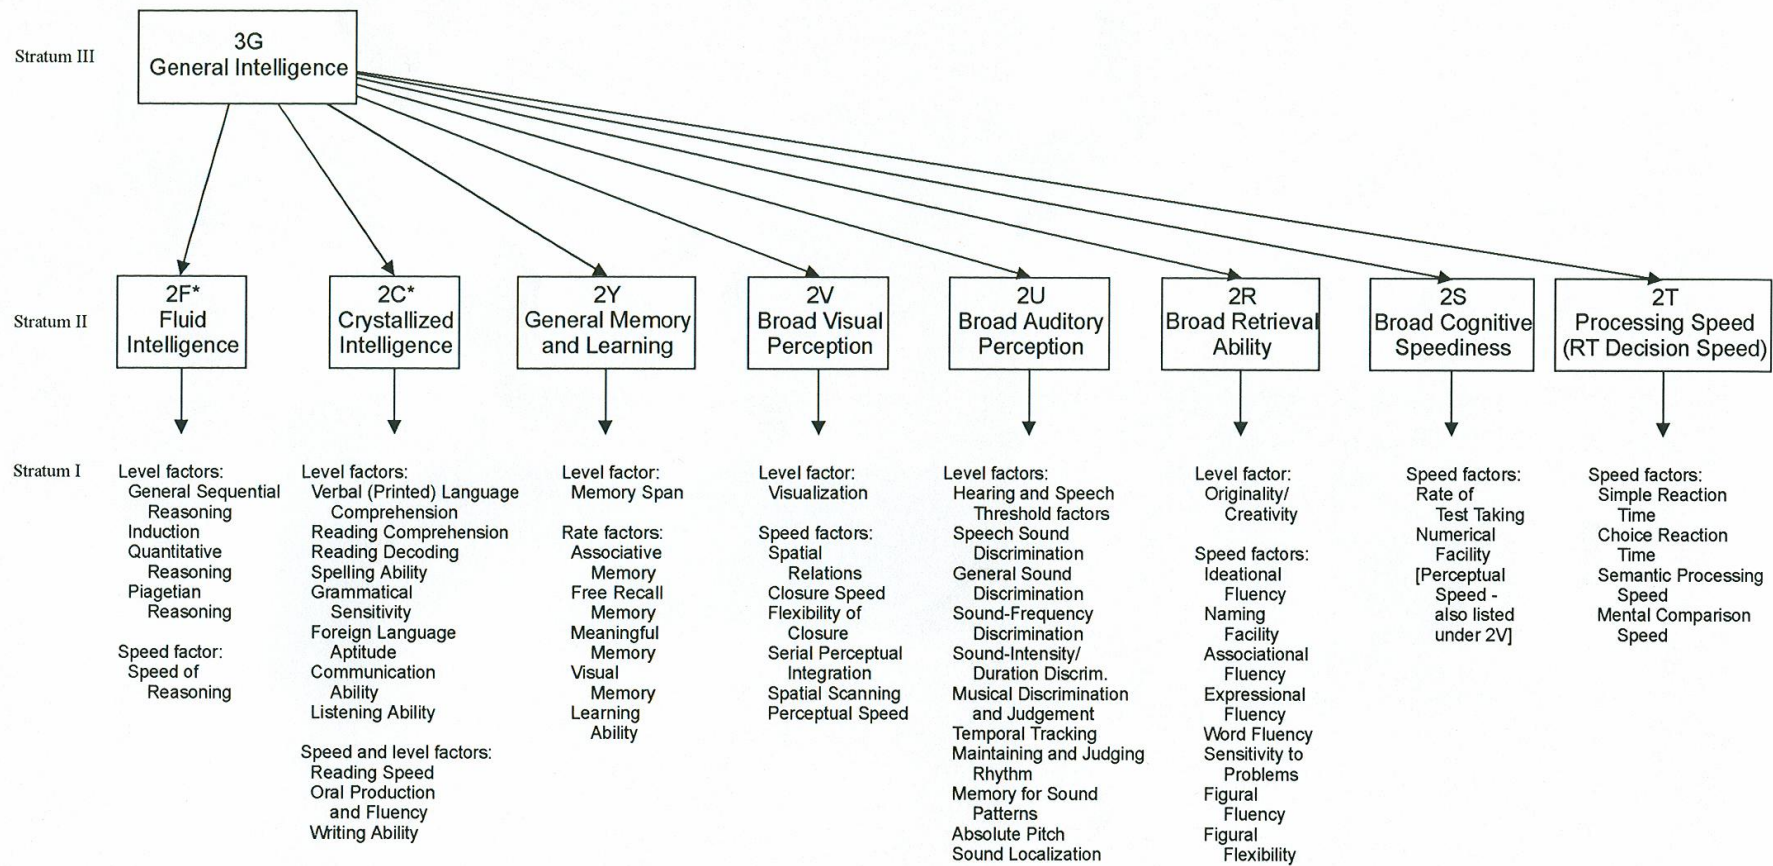 Stratum III
3G
General Intelligence
Stratum II
2F*
Fluid
Intelligence
2C*
Crystallized
Intelligence
2Y
General Memory
and Learning
2V
Broad Visual
Perception
2U
Broad Auditory
Perception
2R
Broad Retrieval
Ability
2S
Broad Cognitive
Speediness
2T
Processing Speed
(RT Decision Speed)
Stratum I
Level factors:
General Sequential
Reasoning
Induction
Quantitative
Reasoning
Piagetian
Reasoning
Speed factor:
Speed of
Reasoning
Level factors:
Verbal (Printed) Language
Comprehension
Reading Comprehension
Reading Decoding
Spelling Ability
Grammatical
Sensitivity
Foreign Language
Aptitude
Communication
Ability
Listening Ability
Speed and level factors:
Reading Speed
Oral Production
and Fluency
Writing Ability
Level factor:
Memory Span
Rate factors:
Associative
Memory
Free Recall
Memory
Meaningful
Memory
Visual
Memory
Learning
Ability
Level factor:
Visualization
Speed factors:
Spatial
Relations
Closure Speed
Flexibility of
Closure
Serial Perceptual
Integration
Spatial Scanning
Perceptual Speed
Level factors:
Hearing and Speech
Threshold factors
Speech Sound
Discrimination
General Sound
Discrimination
Sound-Frequency
Discrimination
Sound-Intensity/
Duration Discrim.
Musical Discrimination
and Judgement
Temporal Tracking
Maintaining and Judging
Rhythm
Memory for Sound
Patterns
Absolute Pitch
Sound Localization
Level factor:
Originality/
Creativity
Speed factors:
Ideational
Fluency
Naming
Facility
Associational
Fluency
Expressional
Fluency
Word Fluency
Sensitivity to
Problems
Figural
Fluency
Figural
Flexibility
Speed factors:
Rate of
Test Taking
Numerical
Facility
[Perceptual
Speed -
also listed
under 2V]
Speed factors:
Simple Reaction
Time
Choice Reaction
Time
Semantic Processing
Speed
Mental Comparison
Speed